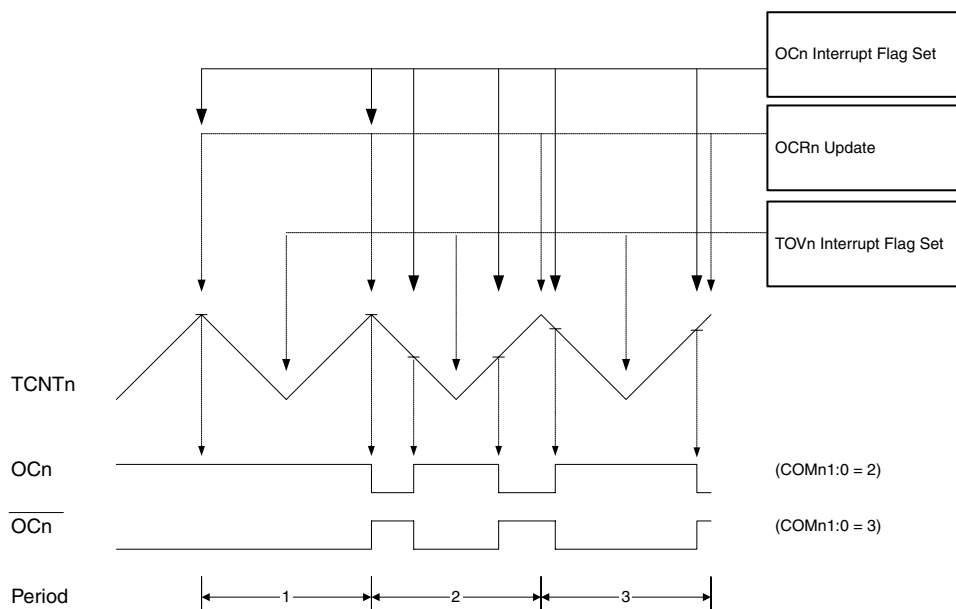 OCn Interrupt Flag Set
OCRn Update
TOVn Interrupt Flag Set
TCNTn
OCn
(COMn1:0 = 2)
OCn
(COMn1:0 = 3)
Period
1
2
3